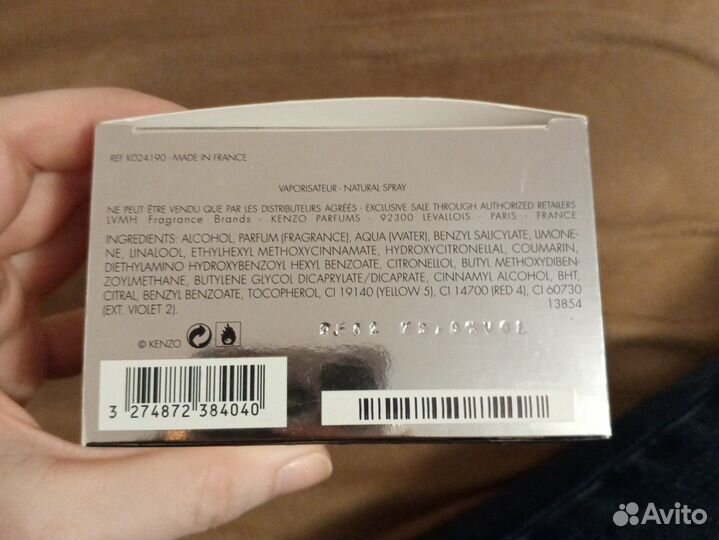 REF K024190 - MADE IN FRANCE
VAPORISATEUR - NATURAL SPRAY
NE PEUT ÊTRE VENDU QUE PAR LES DISTRIBUTEURS AGRÉÉS - EXCLUSIVE SALE THROUGH AUTHORIZED RETAILERS
LVMH Fragrance Brands - KENZO PARFUMS - 92300 LEVALLOIS - PARIS - FRANCE
INGREDIENTS: ALCOHOL, PARFUM (FRAGRANCE), AQUA (WATER), BENZYL SALICYLATE, LIMONE-
NE, LINALOOL, ETHYLHEXYL METHOXYCINNAMATE, HYDROXYCITRONELLAL, COUMARIN,
DIETHYLAMINO HYDROXYBENZOYL HEXYL BENZOATE, CITRONELLOL, BUTYL METHOXYDIBEN-
ZOYLMETHANE, BUTYLENE GLYCOL DICAPRYLATE/DICAPRATE, CINNAMYL ALCOHOL, BHT,
CITRAL, BENZYL BENZOATE, TOCOPHEROL, CI 19140 (YELLOW 5), CI 14700 (RED 4), CI 60730
(EXT. VIOLET 2).
13854
© KENZO
3 274872 384040
Avito